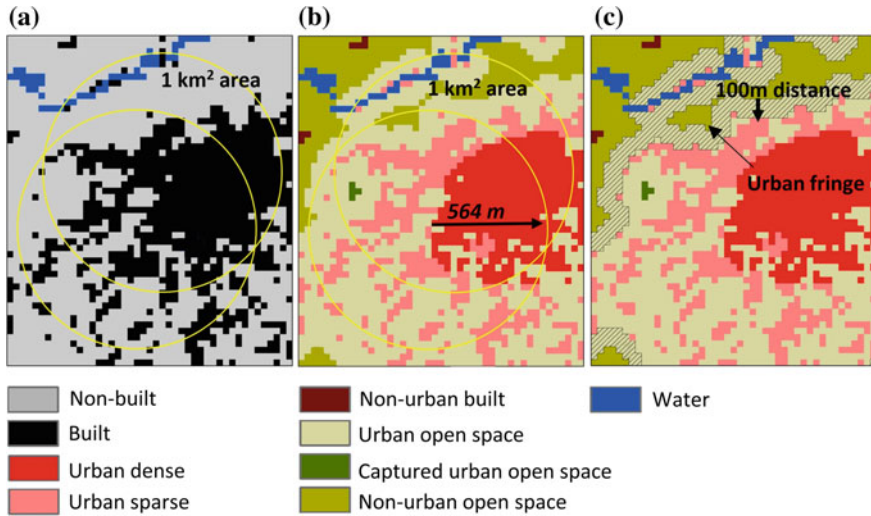 (a)
(b)
(c)
1 km² area
1 km² area
100m distance
Urban fringe
564 m
Non-built
Built
Urban dense
Urban sparse
Non-urban built
Urban open space
Captured urban open space
Non-urban open space
Water